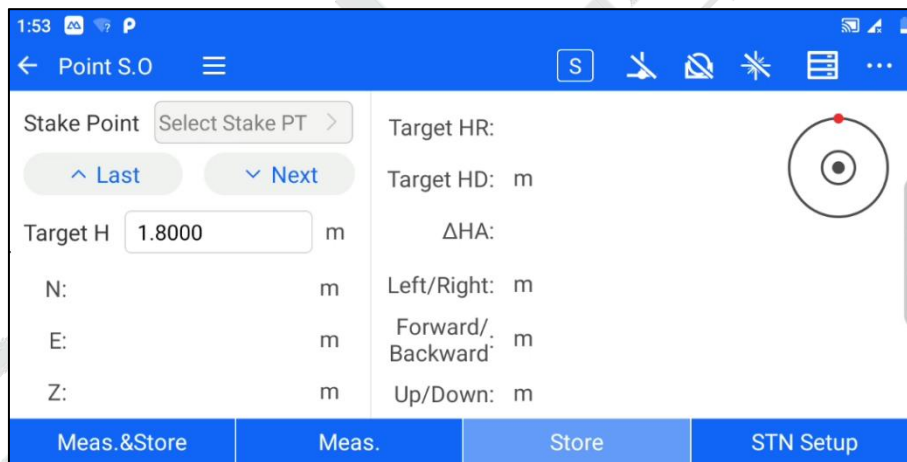 1:53
← Point S.O
S
Stake Point Select Stake PT >
Last
Next
Target H 1.8000 m
N: m
E: m
Z: m
Target HR:
Target HD: m
ΔHA:
Left/Right: m
Forward/
Backward: m
Up/Down: m
Meas.&Store
Meas.
Store
STN Setup